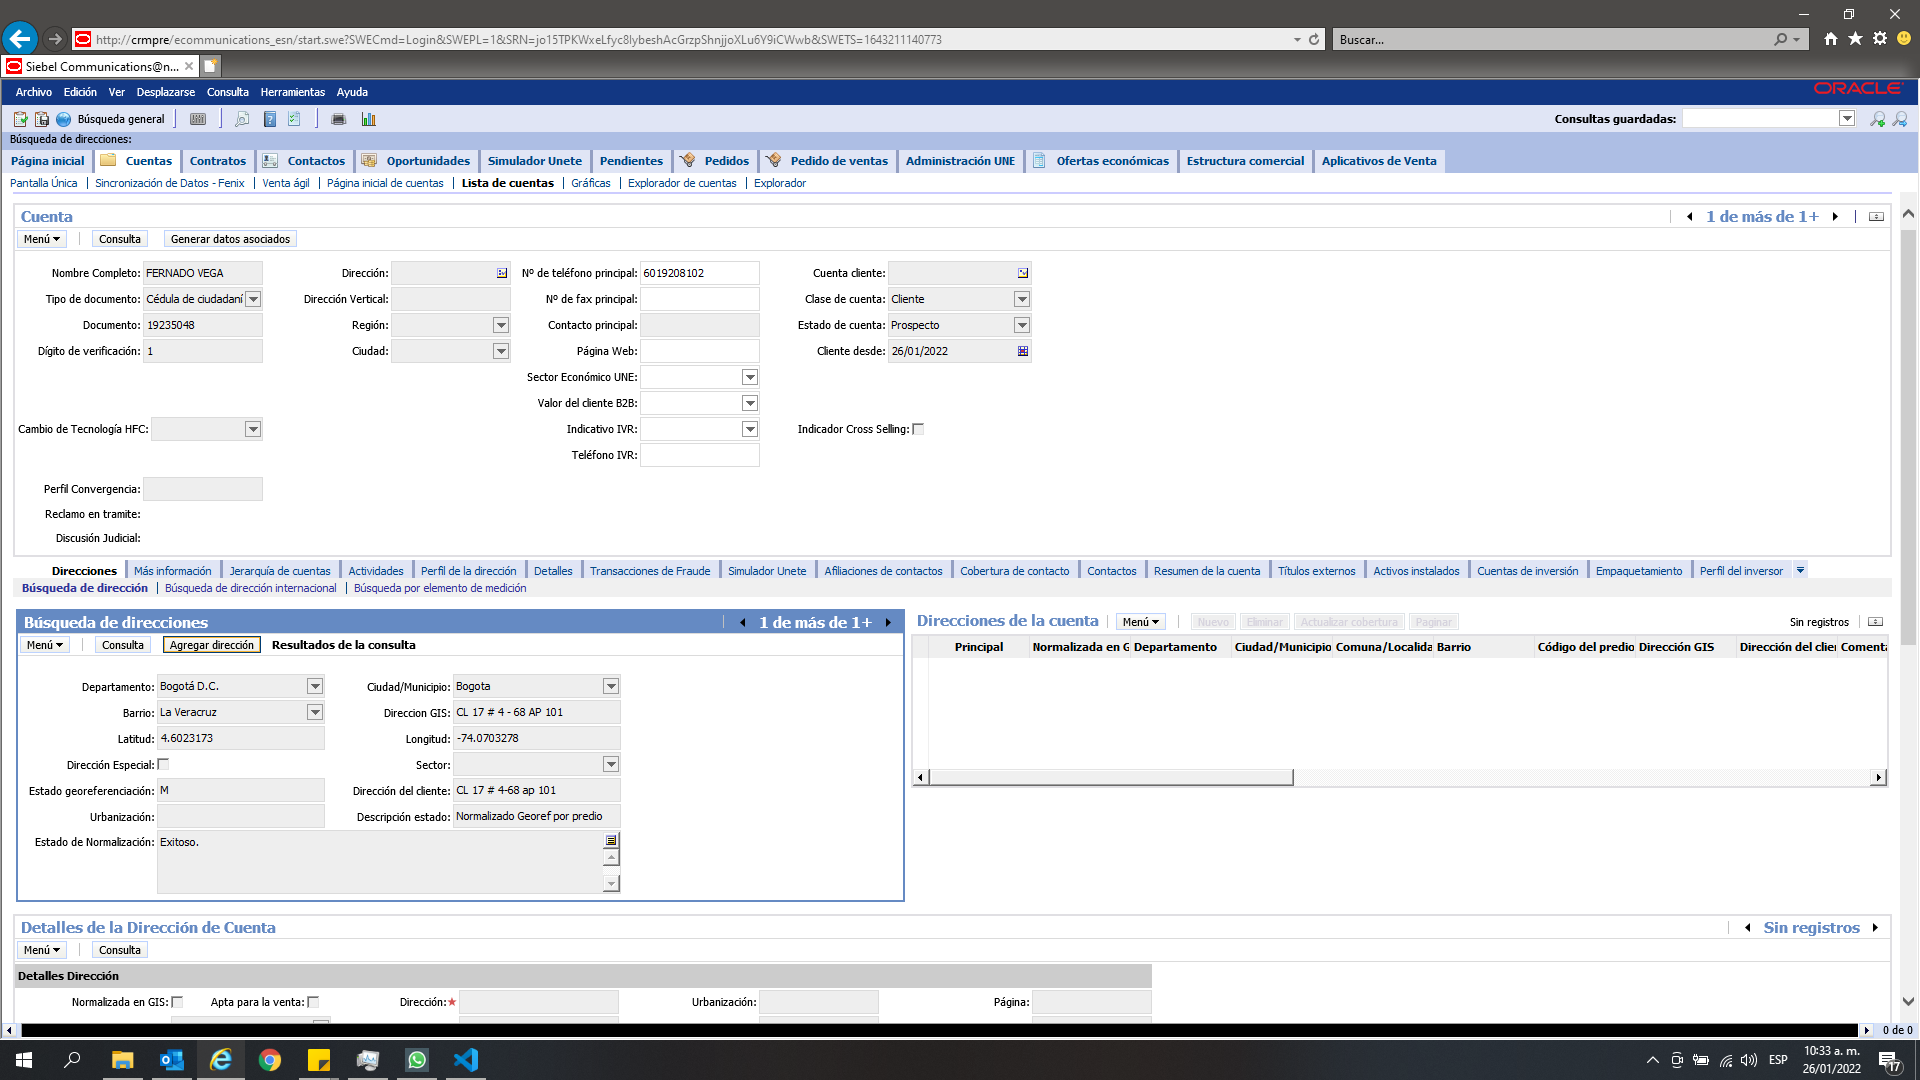 http://crmpre/ecommunications_esn/start.swe?SWECmd=Login&SWEPL=1&SRN=jo15TPKWxeLfyc8IybeshAcGrzpShnjjoXLu6Y9iCWwb&SWETS=1643211140773
Buscar...
Siebel Communications@n...
Archivo Edición Ver Desplazarse Consulta Herramientas Ayuda
ORACLE
Búsqueda general
Consultas guardadas:
Búsqueda de direcciones:
Página inicial Cuentas Contratos Contactos Oportunidades Simulador Unete Pendientes Pedidos Pedido de ventas Administración UNE Ofertas económicas Estructura comercial Aplicativos de Venta
Pantalla Única Sincronización de Datos - Fenix Venta ágil Página inicial de cuentas Lista de cuentas Gráficas Explorador de cuentas Explorador
Cuenta
1 de más de 1+
Menú Consulta Generar datos asociados
Nombre Completo: FERNADO VEGA Dirección: Nº de teléfono principal: 6019208102 Cuenta cliente:
Tipo de documento: Cédula de ciudadaní Dirección Vertical: Nº de fax principal: Clase de cuenta: Cliente
Documento: 19235048 Región: Contacto principal: Estado de cuenta: Prospecto
Dígito de verificación: 1 Ciudad: Página Web: Cliente desde: 26/01/2022
Sector Económico UNE:
Valor del cliente B2B:
Cambio de Tecnología HFC: Indicativo IVR: Indicador Cross Selling:
Teléfono IVR:
Perfil Convergencia:
Reclamo en tramite:
Discusión Judicial:
Direcciones Más información Jerarquía de cuentas Actividades Perfil de la dirección Detalles Transacciones de Fraude Simulador Unete Afiliaciones de contactos Cobertura de contacto Contactos Resumen de la cuenta Títulos externos Activos instalados Cuentas de inversión Empaquetamiento Perfil del inversor
Búsqueda de dirección Búsqueda de dirección internacional Búsqueda por elemento de medición
Búsqueda de direcciones
1 de más de 1+
Menú Consulta Agregar dirección Resultados de la consulta
Departamento: Bogotá D.C. Ciudad/Municipio: Bogota
Barrio: La Veracruz Direccion GIS: CL 17 # 4 - 68 AP 101
Latitud: 4.6023173 Longitud: -74.0703278
Dirección Especial: Sector:
Estado georeferenciación: M Dirección del cliente: CL 17 # 4-68 ap 101
Urbanización: Descripción estado: Normalizado Georef por predio
Estado de Normalización: Exitoso.
Direcciones de la cuenta Menú Nuevo Eliminar Actualizar cobertura Paginar Sin registros
Principal Normalizada en G Departamento Ciudad/Municipio Comuna/Localida Barrio Código del predio Dirección GIS Dirección del clie Comenta
Detalles de la Dirección de Cuenta
Sin registros
Menú Consulta
Detalles Dirección
Normalizada en GIS: Apta para la venta: Dirección:★ Urbanización: Página:
0 de 0
ESP
10:33 a. m.
26/01/2022
17